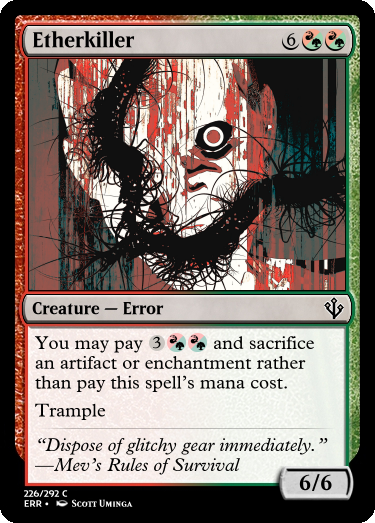 Etherkiller 6
Creature — Error
You may pay 3 and sacrifice
an artifact or enchantment rather
than pay this spell's mana cost.
Trample
“Dispose of glitchy gear immediately.”
—Mev's Rules of Survival
6/6
226/292 C
ERR • Scott Uminga